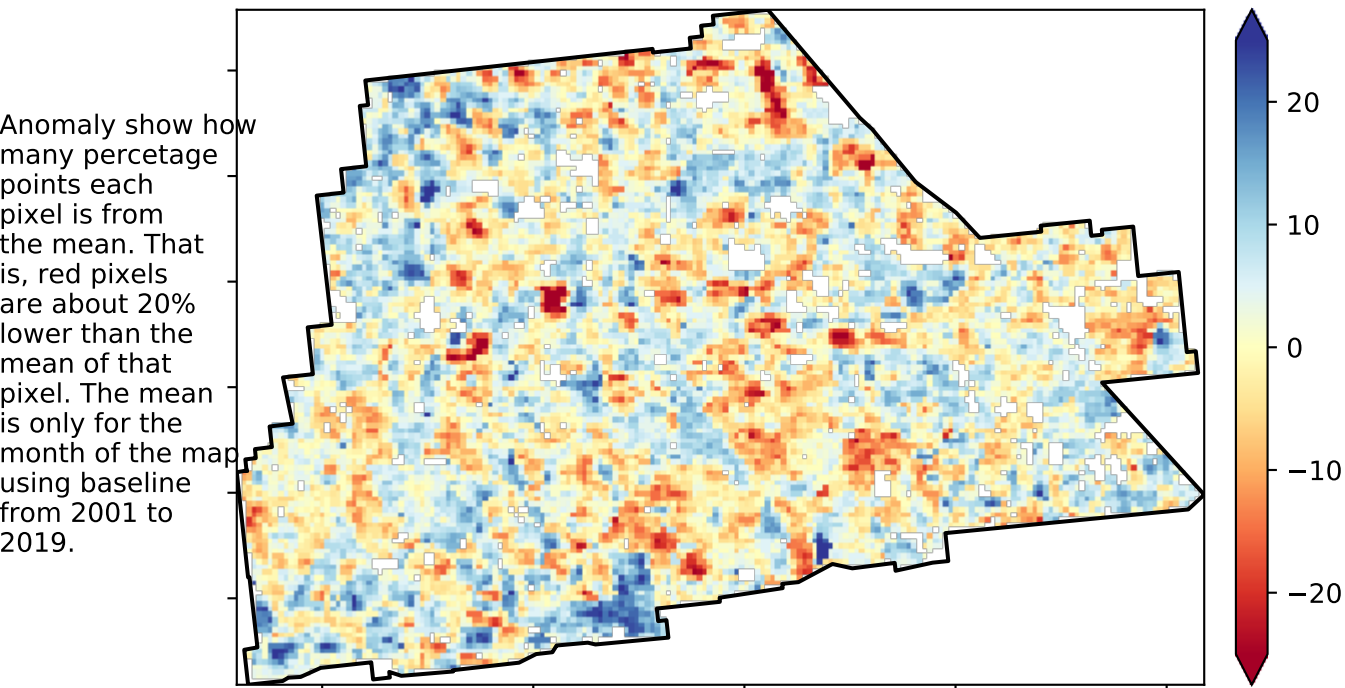 Anomaly show how
many percetage
points each
pixel is from
the mean. That
is, red pixels
are about 20%
lower than the
mean of that
pixel. The mean
is only for the
month of the map
using baseline
from 2001 to
2019.
20
10
0
−10
−20